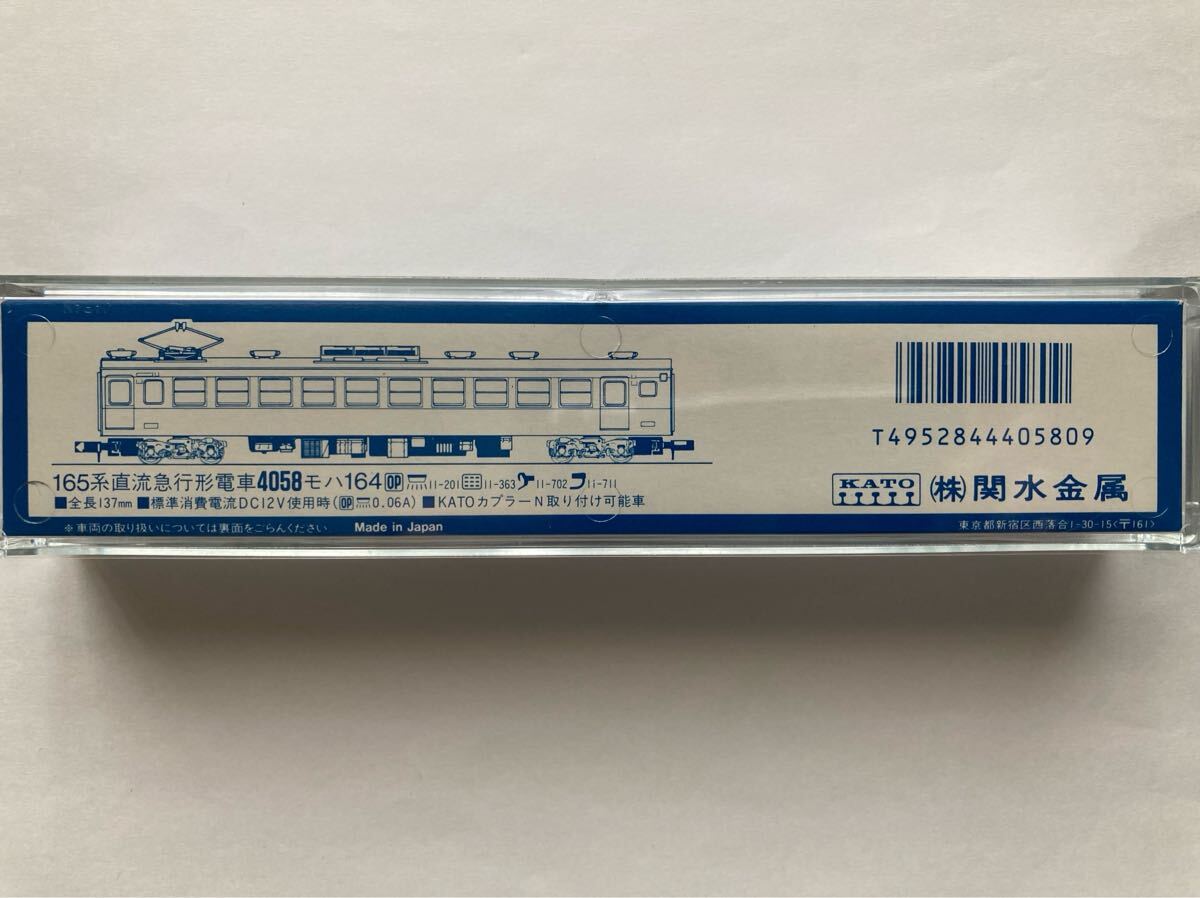 165系直流急行形電車4058モハ164 OP 11-201 11-363 11-702 11-711
■全長137mm ■標準消費電流DC12V使用時(OP 0.06A) ■KATOカプラーN取り付け可能車
※車両の取り扱いについては裏面をごらんください Made in Japan
T4952844405809
KATO (株)関水金属
東京都新宿区西落合1-30-15〈〒161〉